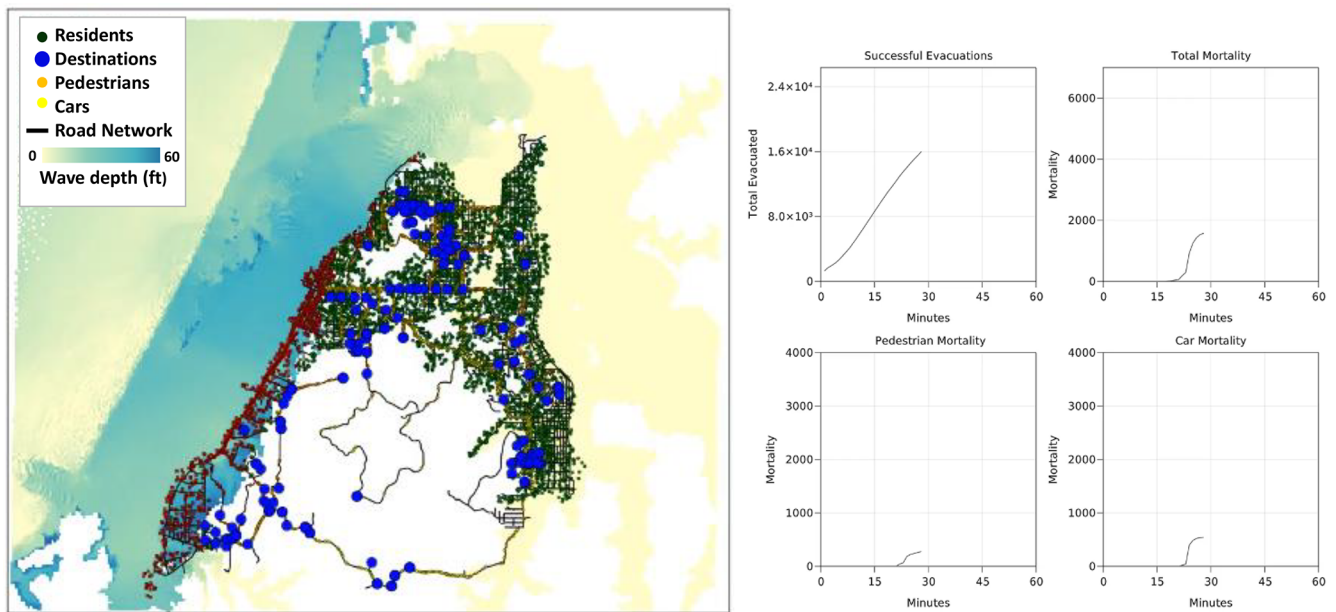 Residents
Destinations
Pedestrians
Cars
Road Network
0 60
Wave depth (ft)
Successful Evacuations
Total Evacuated
2.4×10⁴
1.6×10⁴
8.0×10³
0
0 15 30 45 60
Minutes
Total Mortality
Mortality
6000
4000
2000
0
0 15 30 45 60
Minutes
Pedestrian Mortality
Mortality
4000
3000
2000
1000
0
0 15 30 45 60
Minutes
Car Mortality
Mortality
4000
3000
2000
1000
0
0 15 30 45 60
Minutes